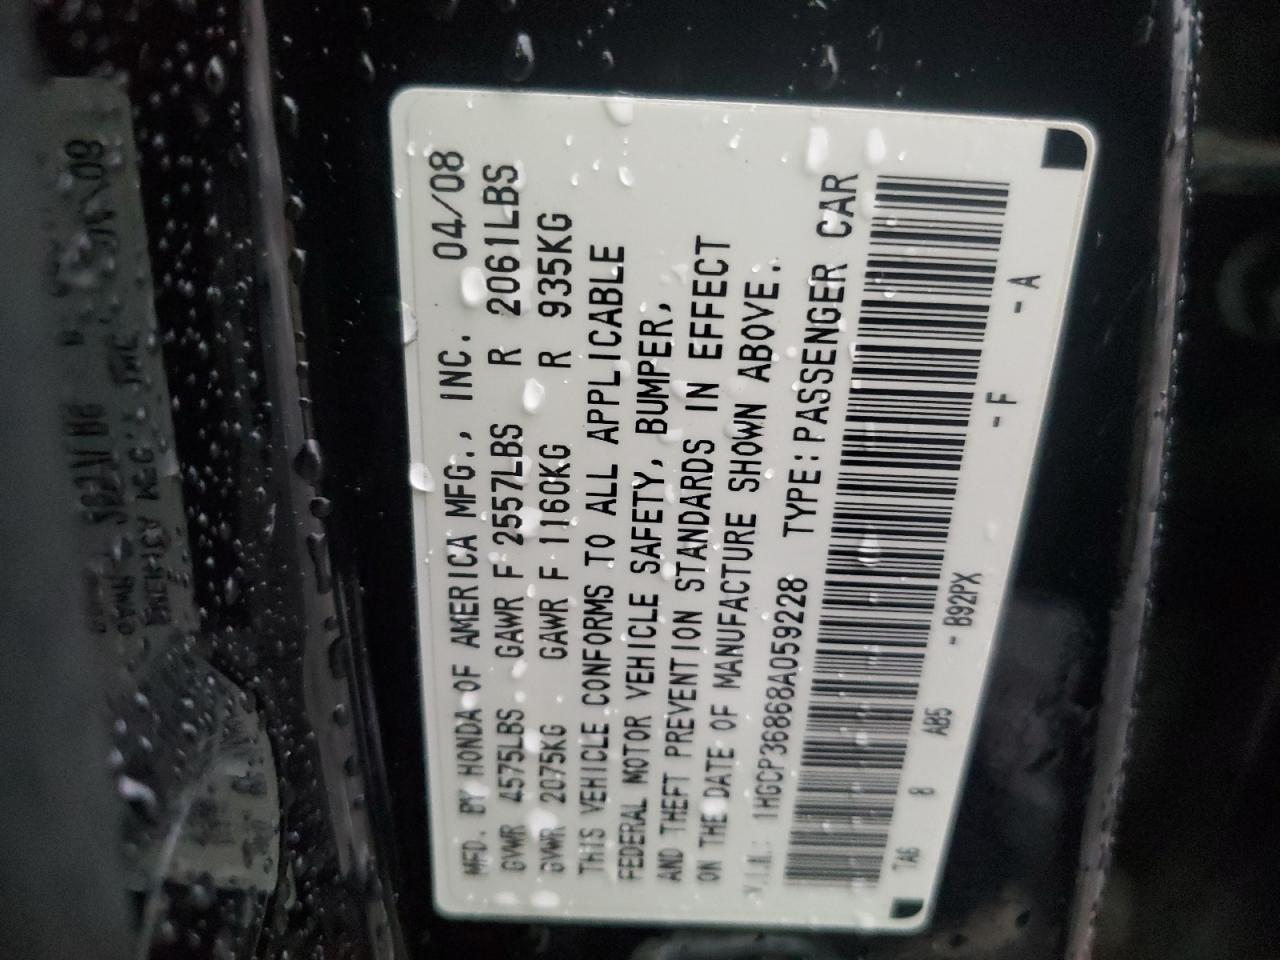 MFD. BY HONDA OF AMERICA MFG., INC. 04/08
GVWR 4575LBS GAWR F 2557LBS R 2061LBS
GVWR 2075KG GAWR F 1160KG R 935KG
THIS VEHICLE CONFORMS TO ALL APPLICABLE
FEDERAL MOTOR VEHICLE SAFETY, BUMPER,
AND THEFT PREVENTION STANDARDS IN EFFECT
ON THE DATE OF MANUFACTURE SHOWN ABOVE.
V.I.N.: 1HGCP36868A059228 TYPE: PASSENGER CAR
TA6 8 AB5 - B92PX - F - A